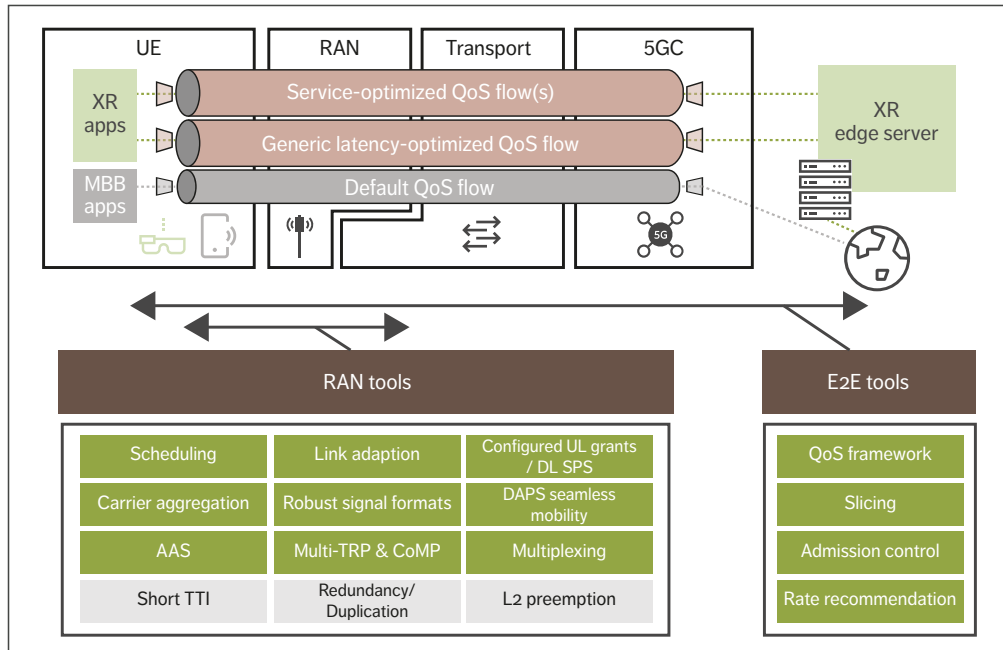 UE
RAN
Transport
5GC
XR
apps
Service-optimized QoS flow(s)
Generic latency-optimized QoS flow
XR
edge server
MBB
apps
Default QoS flow
5G
RAN tools
E2E tools
Scheduling
Link adaption
Configured UL grants
/ DL SPS
Carrier aggregation
Robust signal formats
DAPS seamless
mobility
AAS
Multi-TRP & CoMP
Multiplexing
Short TTI
Redundancy/
Duplication
L2 preemption
QoS framework
Slicing
Admission control
Rate recommendation